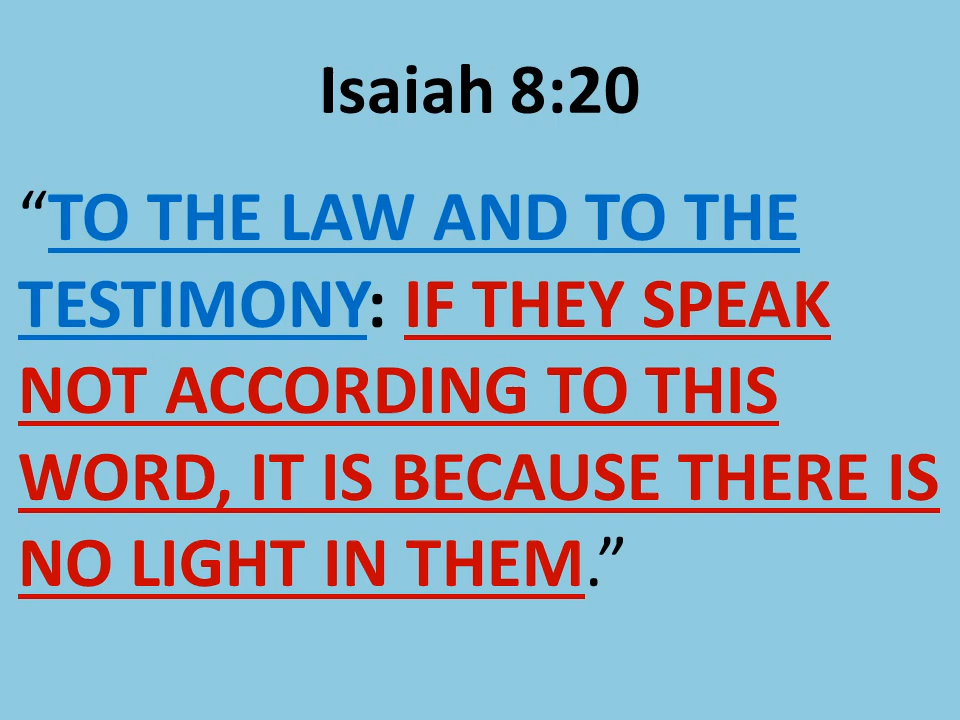 Isaiah 8:20
“TO THE LAW AND TO THE
TESTIMONY: IF THEY SPEAK
NOT ACCORDING TO THIS
WORD, IT IS BECAUSE THERE IS
NO LIGHT IN THEM.”